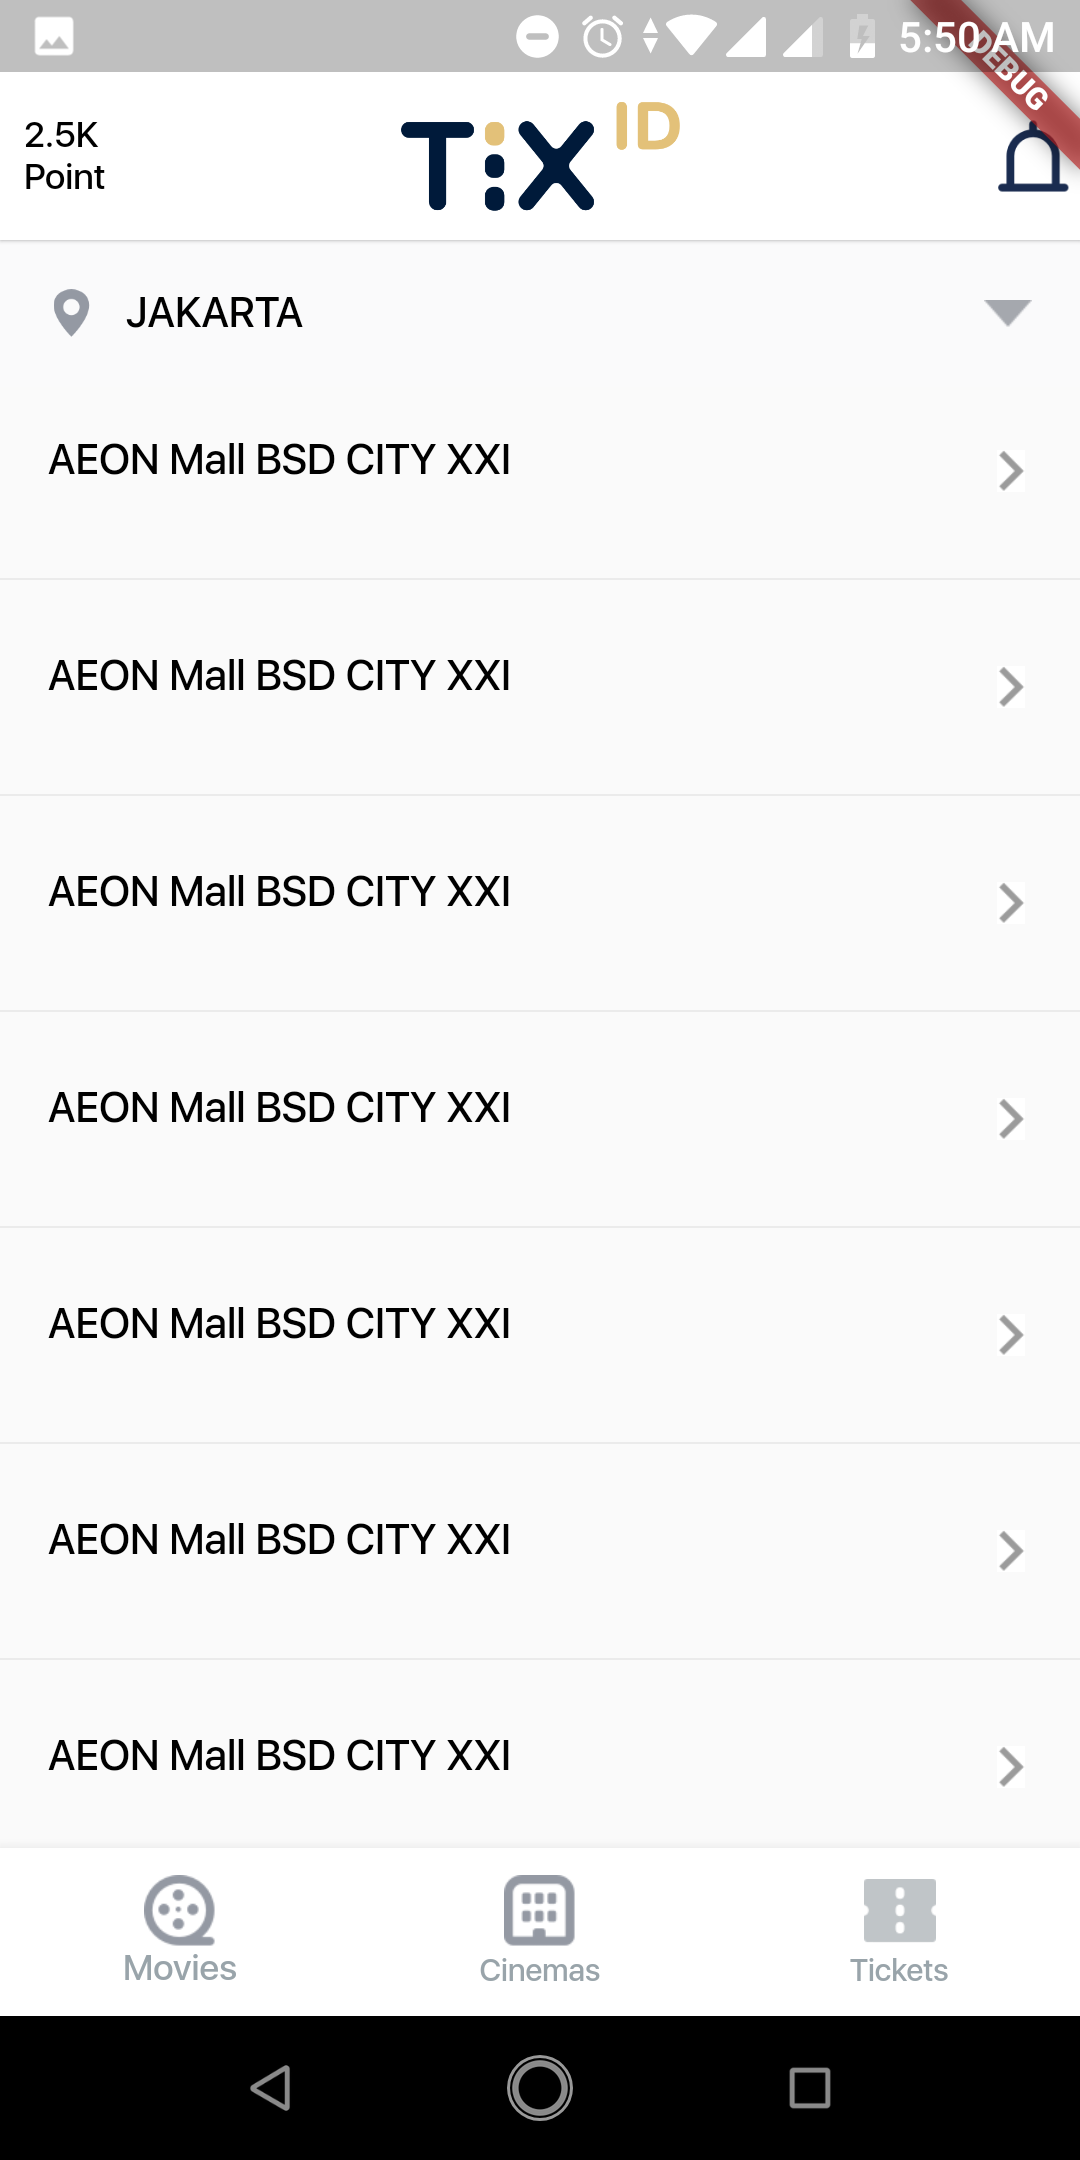 5:50 AM
DEBUG
2.5K
Point
TiX ID
JAKARTA
AEON Mall BSD CITY XXI
AEON Mall BSD CITY XXI
AEON Mall BSD CITY XXI
AEON Mall BSD CITY XXI
AEON Mall BSD CITY XXI
AEON Mall BSD CITY XXI
AEON Mall BSD CITY XXI
Movies
Cinemas
Tickets